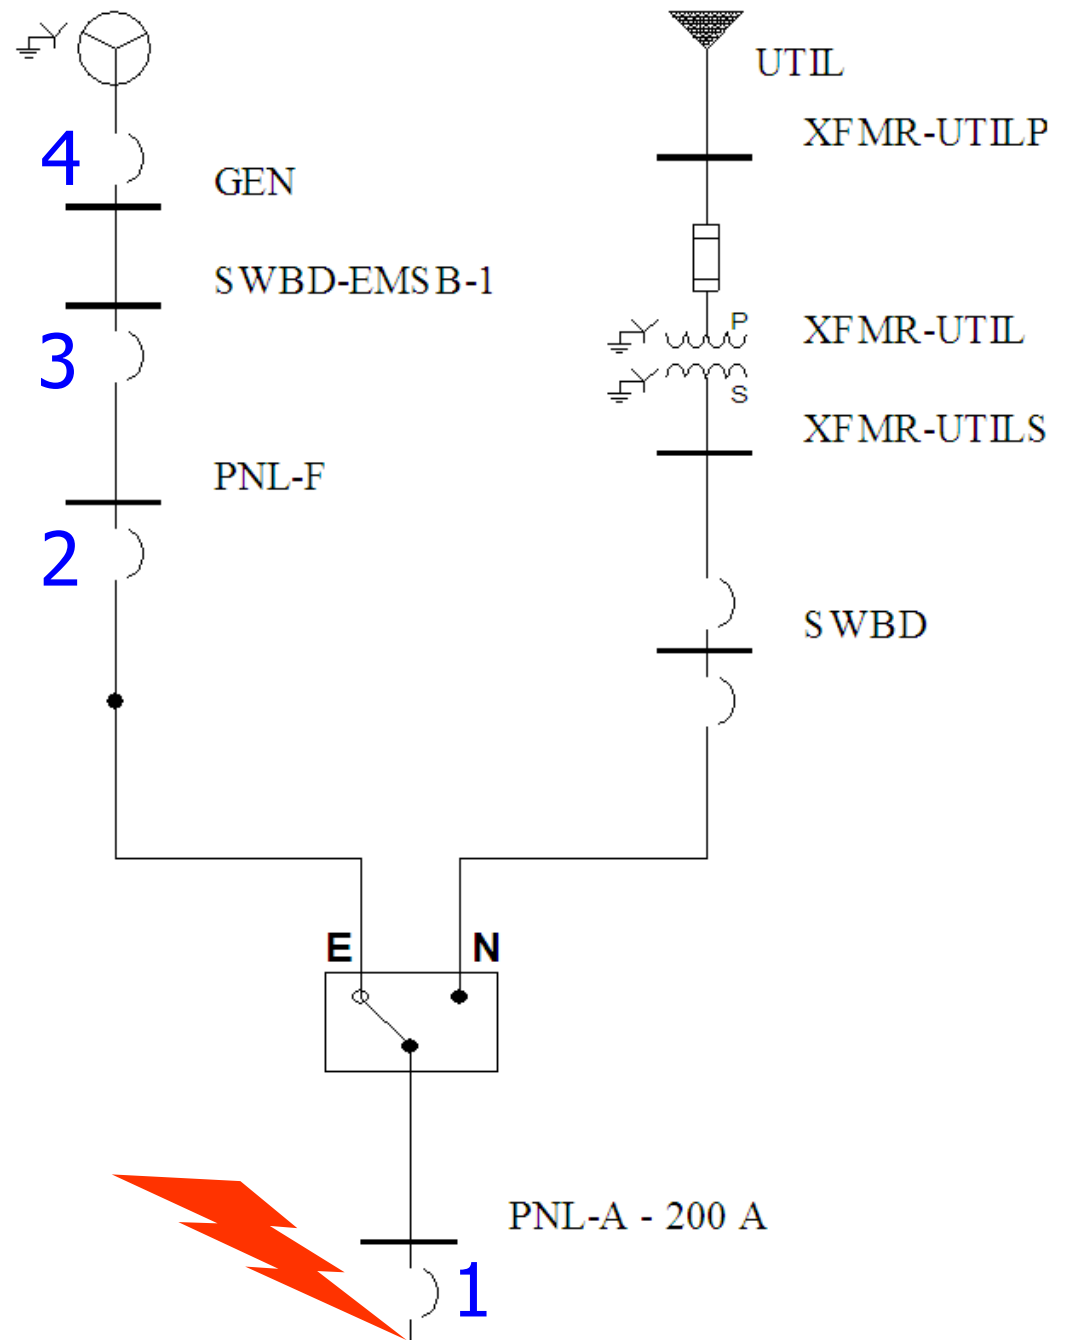 UTIL
XFMR-UTILP
4
GEN
SWBD-EMSB-1
P
XFMR-UTIL
3
S
XFMR-UTILS
PNL-F
2
SWBD
E
N
PNL-A - 200 A
1